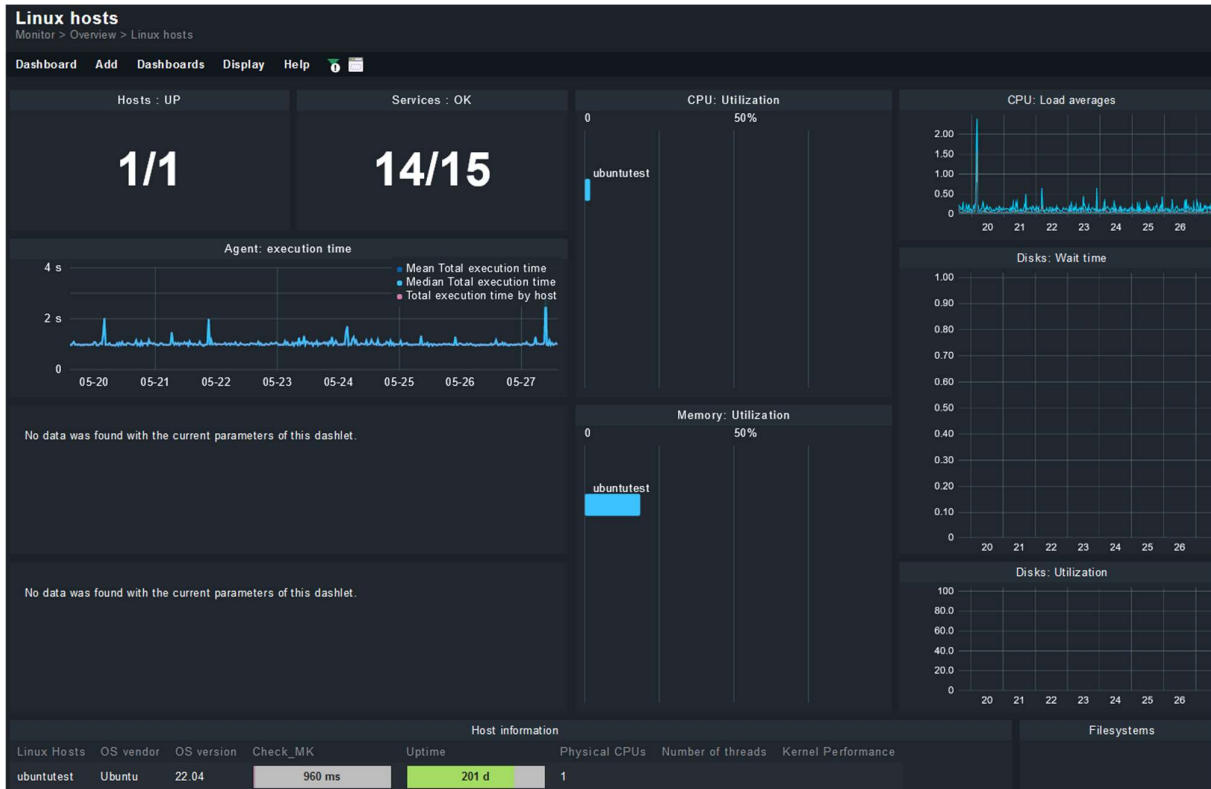 Linux hosts
Monitor > Overview > Linux hosts
Dashboard Add Dashboards Display Help
Hosts : UP
1/1
Services : OK
14/15
Agent: execution time
4 s
2 s
0
Mean Total execution time
Median Total execution time
Total execution time by host
05-20 05-21 05-22 05-23 05-24 05-25 05-26 05-27
No data was found with the current parameters of this dashlet.
No data was found with the current parameters of this dashlet.
CPU: Utilization
0 50%
ubuntutest
Memory: Utilization
0 50%
ubuntutest
CPU: Load averages
2.00
1.50
1.00
0.50
0
20 21 22 23 24 25 26
Disks: Wait time
1.00
0.90
0.80
0.70
0.60
0.50
0.40
0.30
0.20
0.10
0
20 21 22 23 24 25 26
Disks: Utilization
100
80.0
60.0
40.0
20.0
0
20 21 22 23 24 25 26
Host information
Linux Hosts OS vendor OS version Check_MK Uptime Physical CPUs Number of threads Kernel Performance
ubuntutest Ubuntu 22.04 960 ms 201 d 1
Filesystems